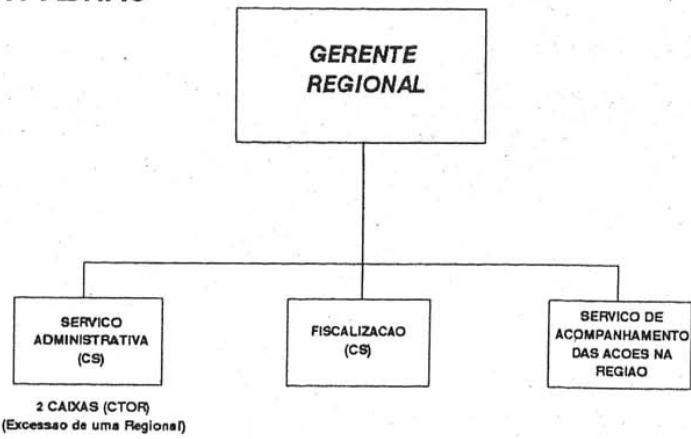 GERENTE
REGIONAL
SERVICO
ADMINISTRATIVA
(CS)
2 CAIXAS (CTOR)
(Excessao de uma Regional)
FISCALIZACAO
(CS)
SERVICO DE
ACOMPANHAMENTO
DAS ACOES NA
REGIAO